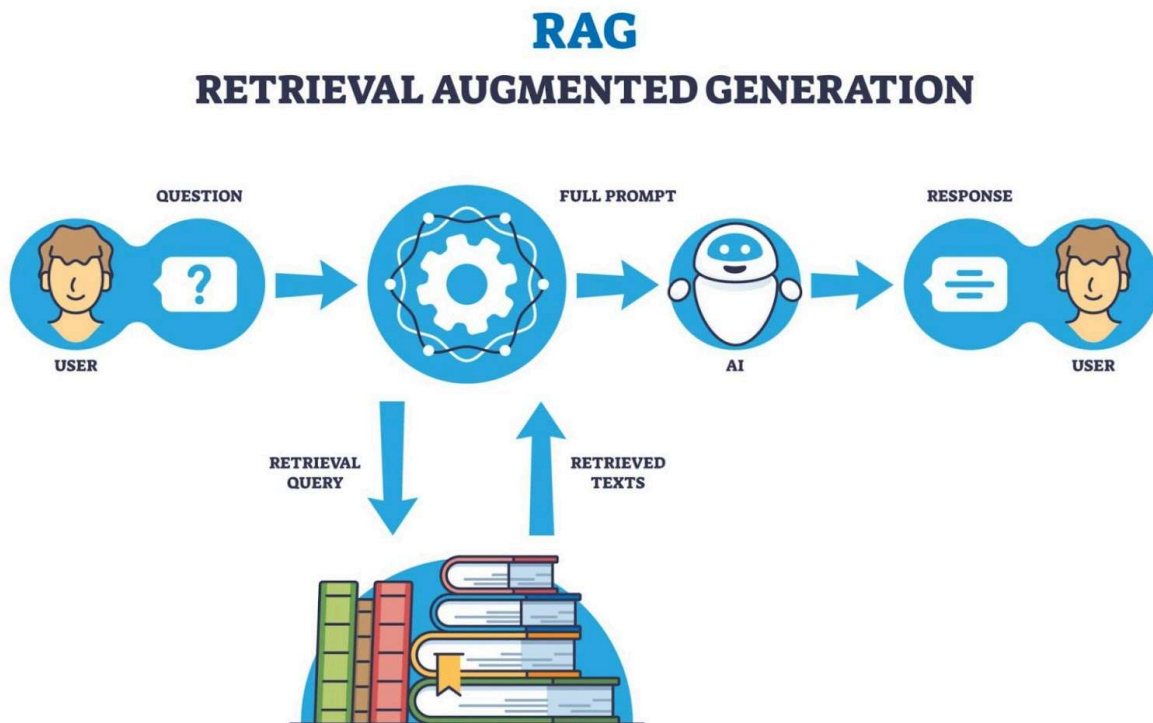 RAG
RETRIEVAL AUGMENTED GENERATION
QUESTION
FULL PROMPT
RESPONSE
?
USER
AI
USER
RETRIEVAL
QUERY
RETRIEVED
TEXTS